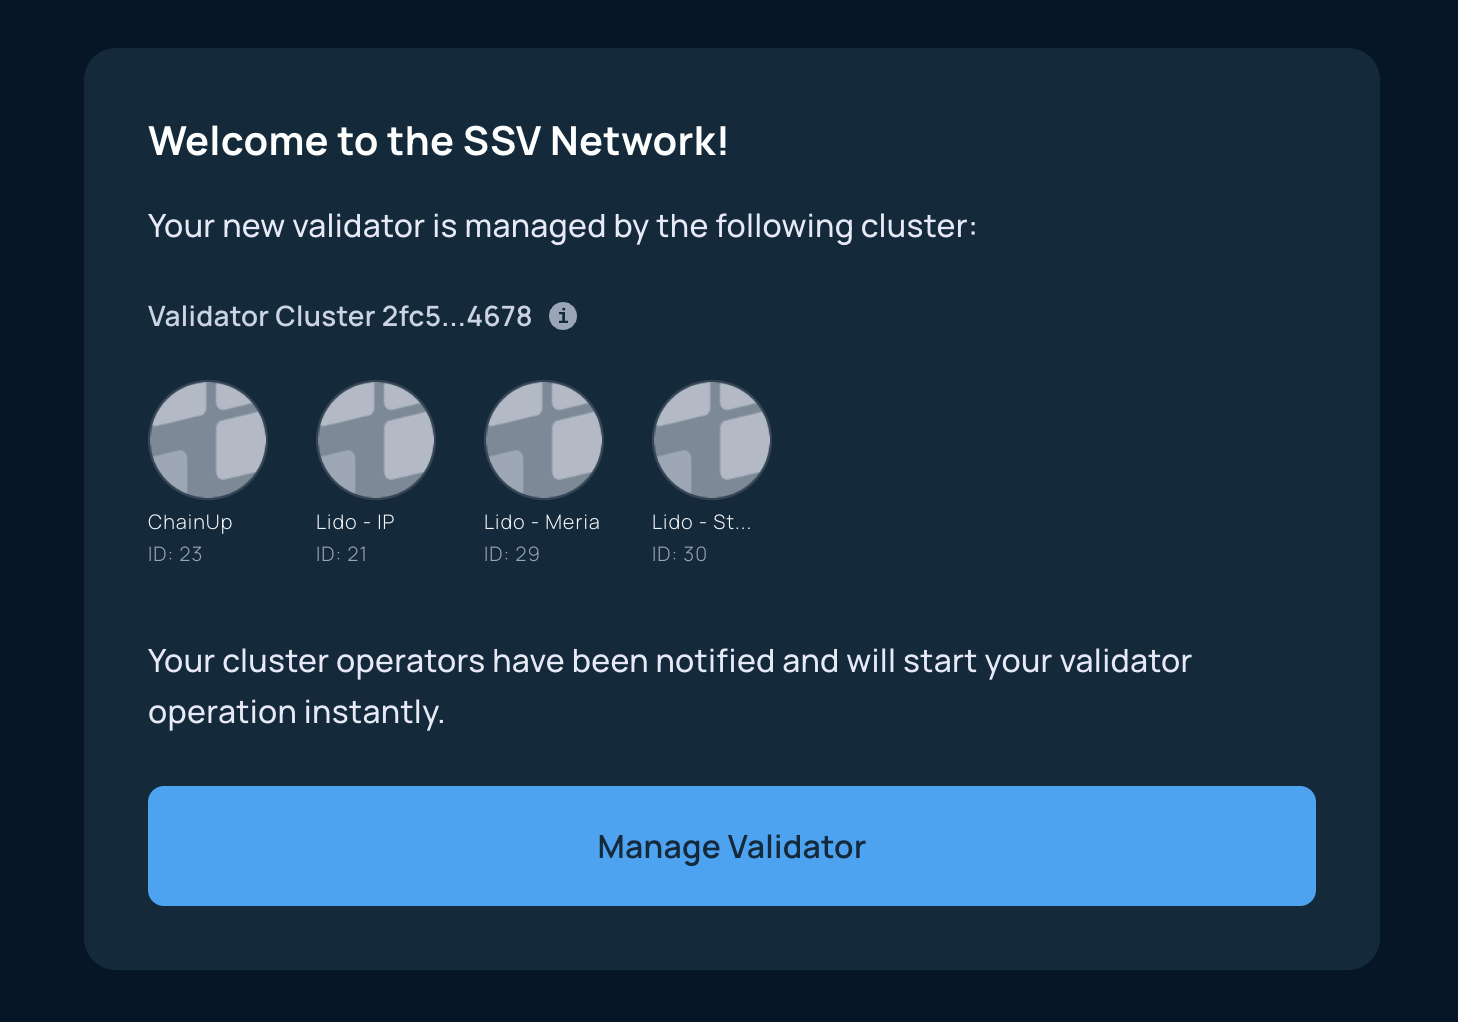 Welcome to the SSV Network!
Your new validator is managed by the following cluster:
Validator Cluster 2fc5...4678
ChainUp
ID: 23
Lido - IP
ID: 21
Lido - Meria
ID: 29
Lido - St...
ID: 30
Your cluster operators have been notified and will start your validator
operation instantly.
Manage Validator